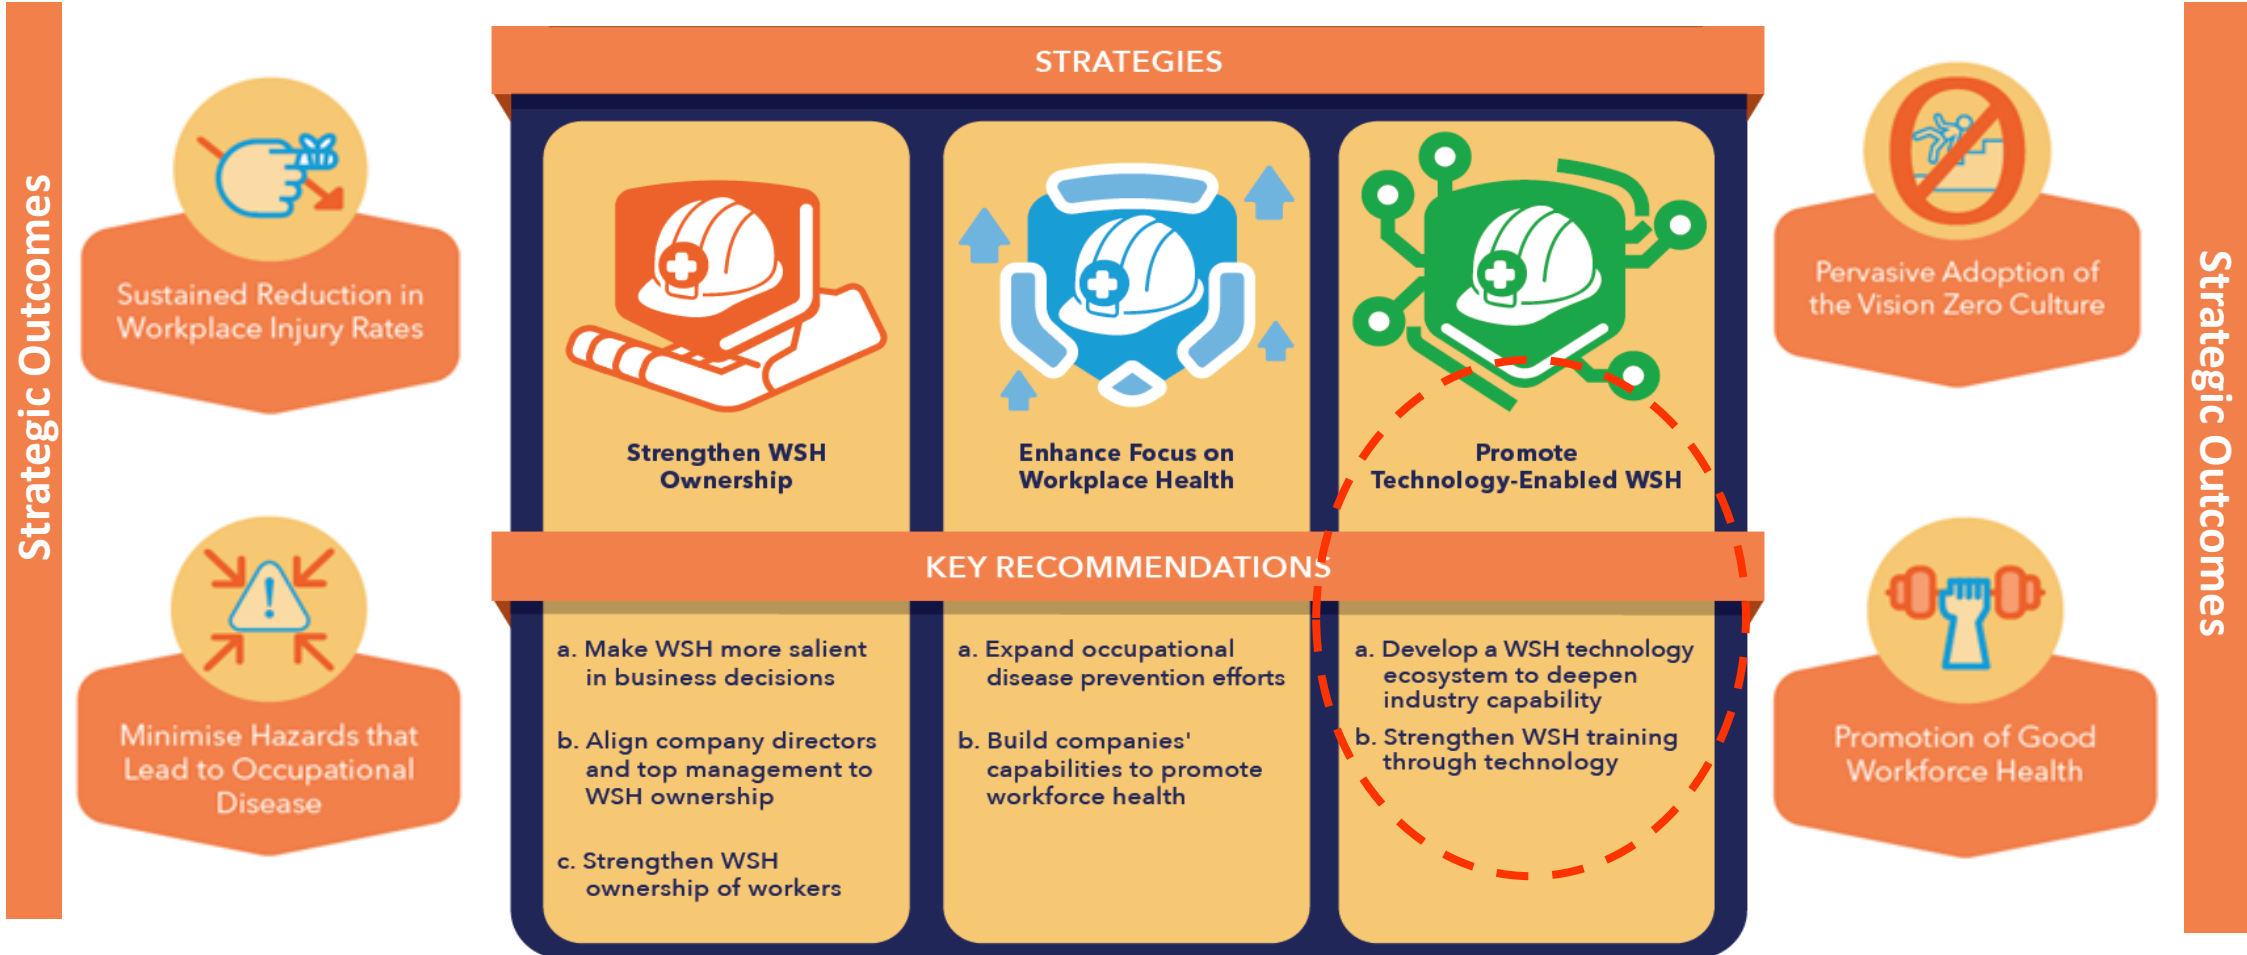 Strategic Outcomes
Sustained Reduction in
Workplace Injury Rates
Minimise Hazards that
Lead to Occupational
Disease
STRATEGIES
Strengthen WSH
Ownership
Enhance Focus on
Workplace Health
Promote
Technology-Enabled WSH
KEY RECOMMENDATIONS
a. Make WSH more salient
in business decisions
b. Align company directors
and top management to
WSH ownership
c. Strengthen WSH
ownership of workers
a. Expand occupational
disease prevention efforts
b. Build companies'
capabilities to promote
workforce health
a. Develop a WSH technology
ecosystem to deepen
industry capability
b. Strengthen WSH training
through technology
Pervasive Adoption of
the Vision Zero Culture
Promotion of Good
Workforce Health
Strategic Outcomes